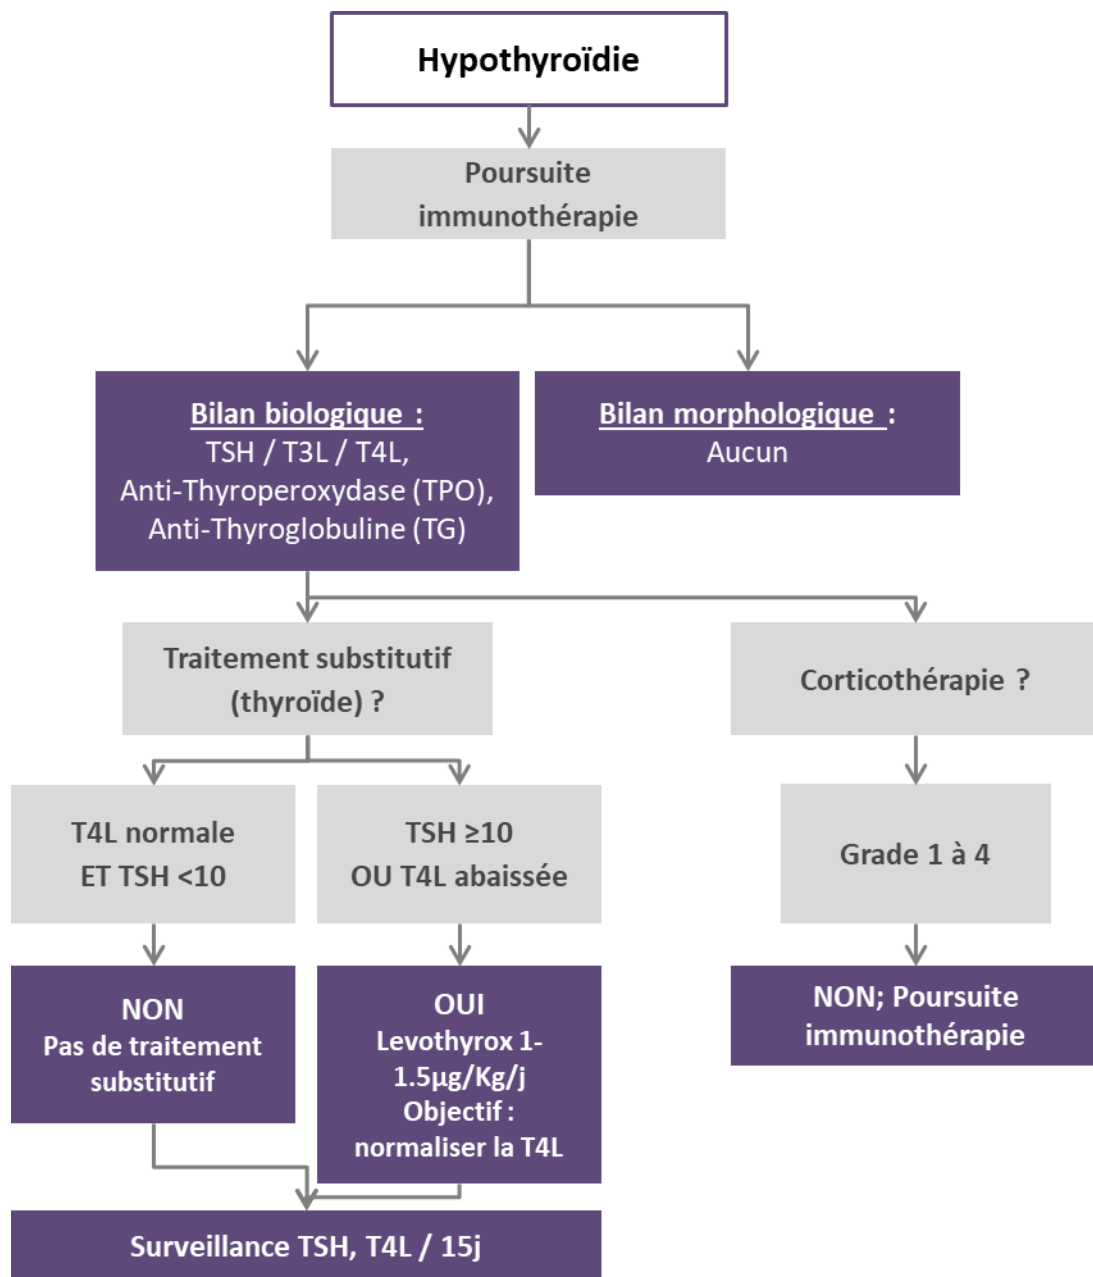 Hypothyroïdie
Poursuite
immunothérapie
Bilan biologique :
TSH / T3L / T4L,
Anti-Thyroperoxydase (TPO),
Anti-Thyroglobuline (TG)
Bilan morphologique :
Aucun
Traitement substitutif
(thyroïde) ?
Corticothérapie ?
T4L normale
ET TSH <10
TSH ≥10
OU T4L abaissée
Grade 1 à 4
NON
Pas de traitement
substitutif
OUI
Levothyrox 1-
1.5µg/Kg/j
Objectif :
normaliser la T4L
NON; Poursuite
immunothérapie
Surveillance TSH, T4L / 15j